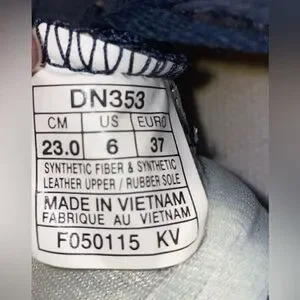 DN353
CM US EURO
23.0 6 37
SYNTHETIC FIBER & SYNTHETIC
LEATHER UPPER / RUBBER SOLE
MADE IN VIETNAM
FABRIQUE AU VIETNAM
F050115 KV